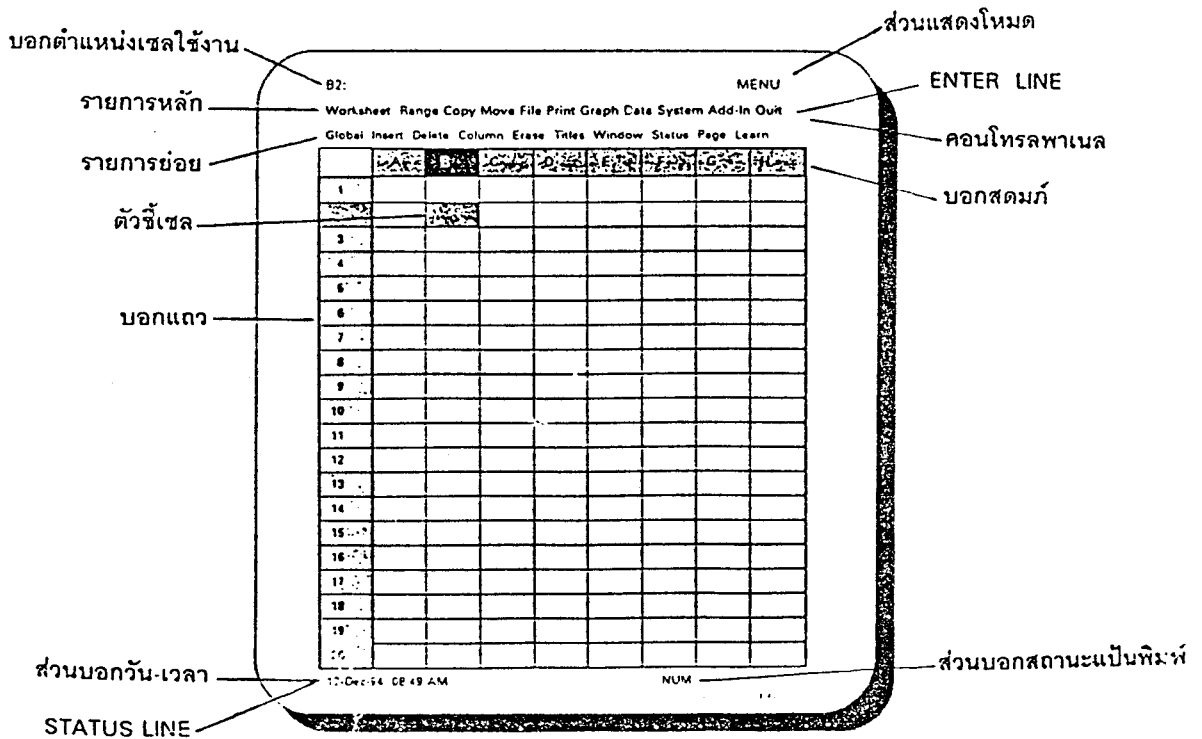 บอกตำแหน่งเซลใช้งาน
ส่วนแสดงโหมด
B2: MENU
ENTER LINE
รายการหลัก
Worksheet Range Copy Move File Print Graph Data System Add-In Quit
คอนโทรลพาเนล
Global Insert Delete Column Erase Titles Window Status Page Learn
รายการย่อย
A B C D E F G H
บอกสดมภ์
1
ตัวชี้เซล
3
4
5
6
บอกแถว
7
8
9
10
11
12
13
14
15
16
17
18
19
20
ส่วนบอกวัน-เวลา
ส่วนบอกสถานะแป้นพิมพ์
-Dec-94 08:49 AM NUM
STATUS LINE